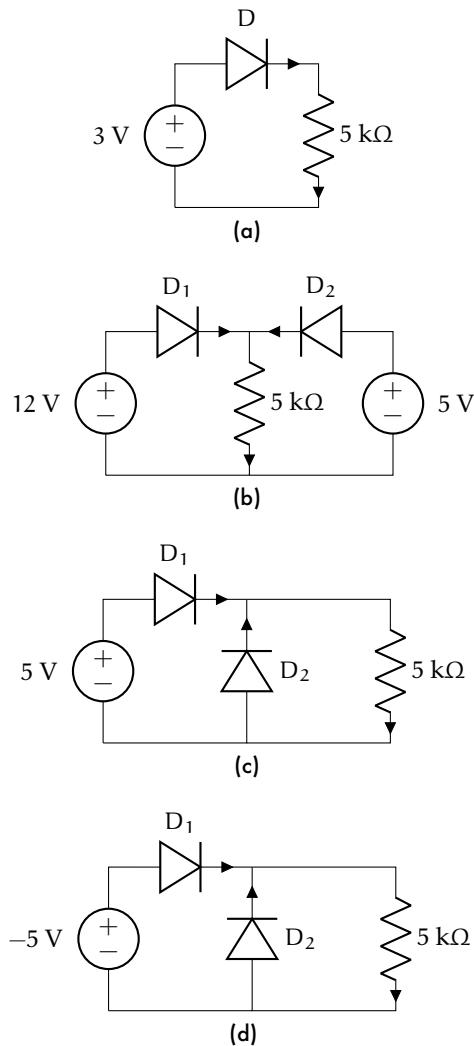 D
3 V
+
−
5 kΩ
(a)
D₁ D₂
12 V
+
−
5 kΩ
+
−
5 V
(b)
D₁
5 V
+
−
D₂
5 kΩ
(c)
D₁
−5 V
+
−
D₂
5 kΩ
(d)